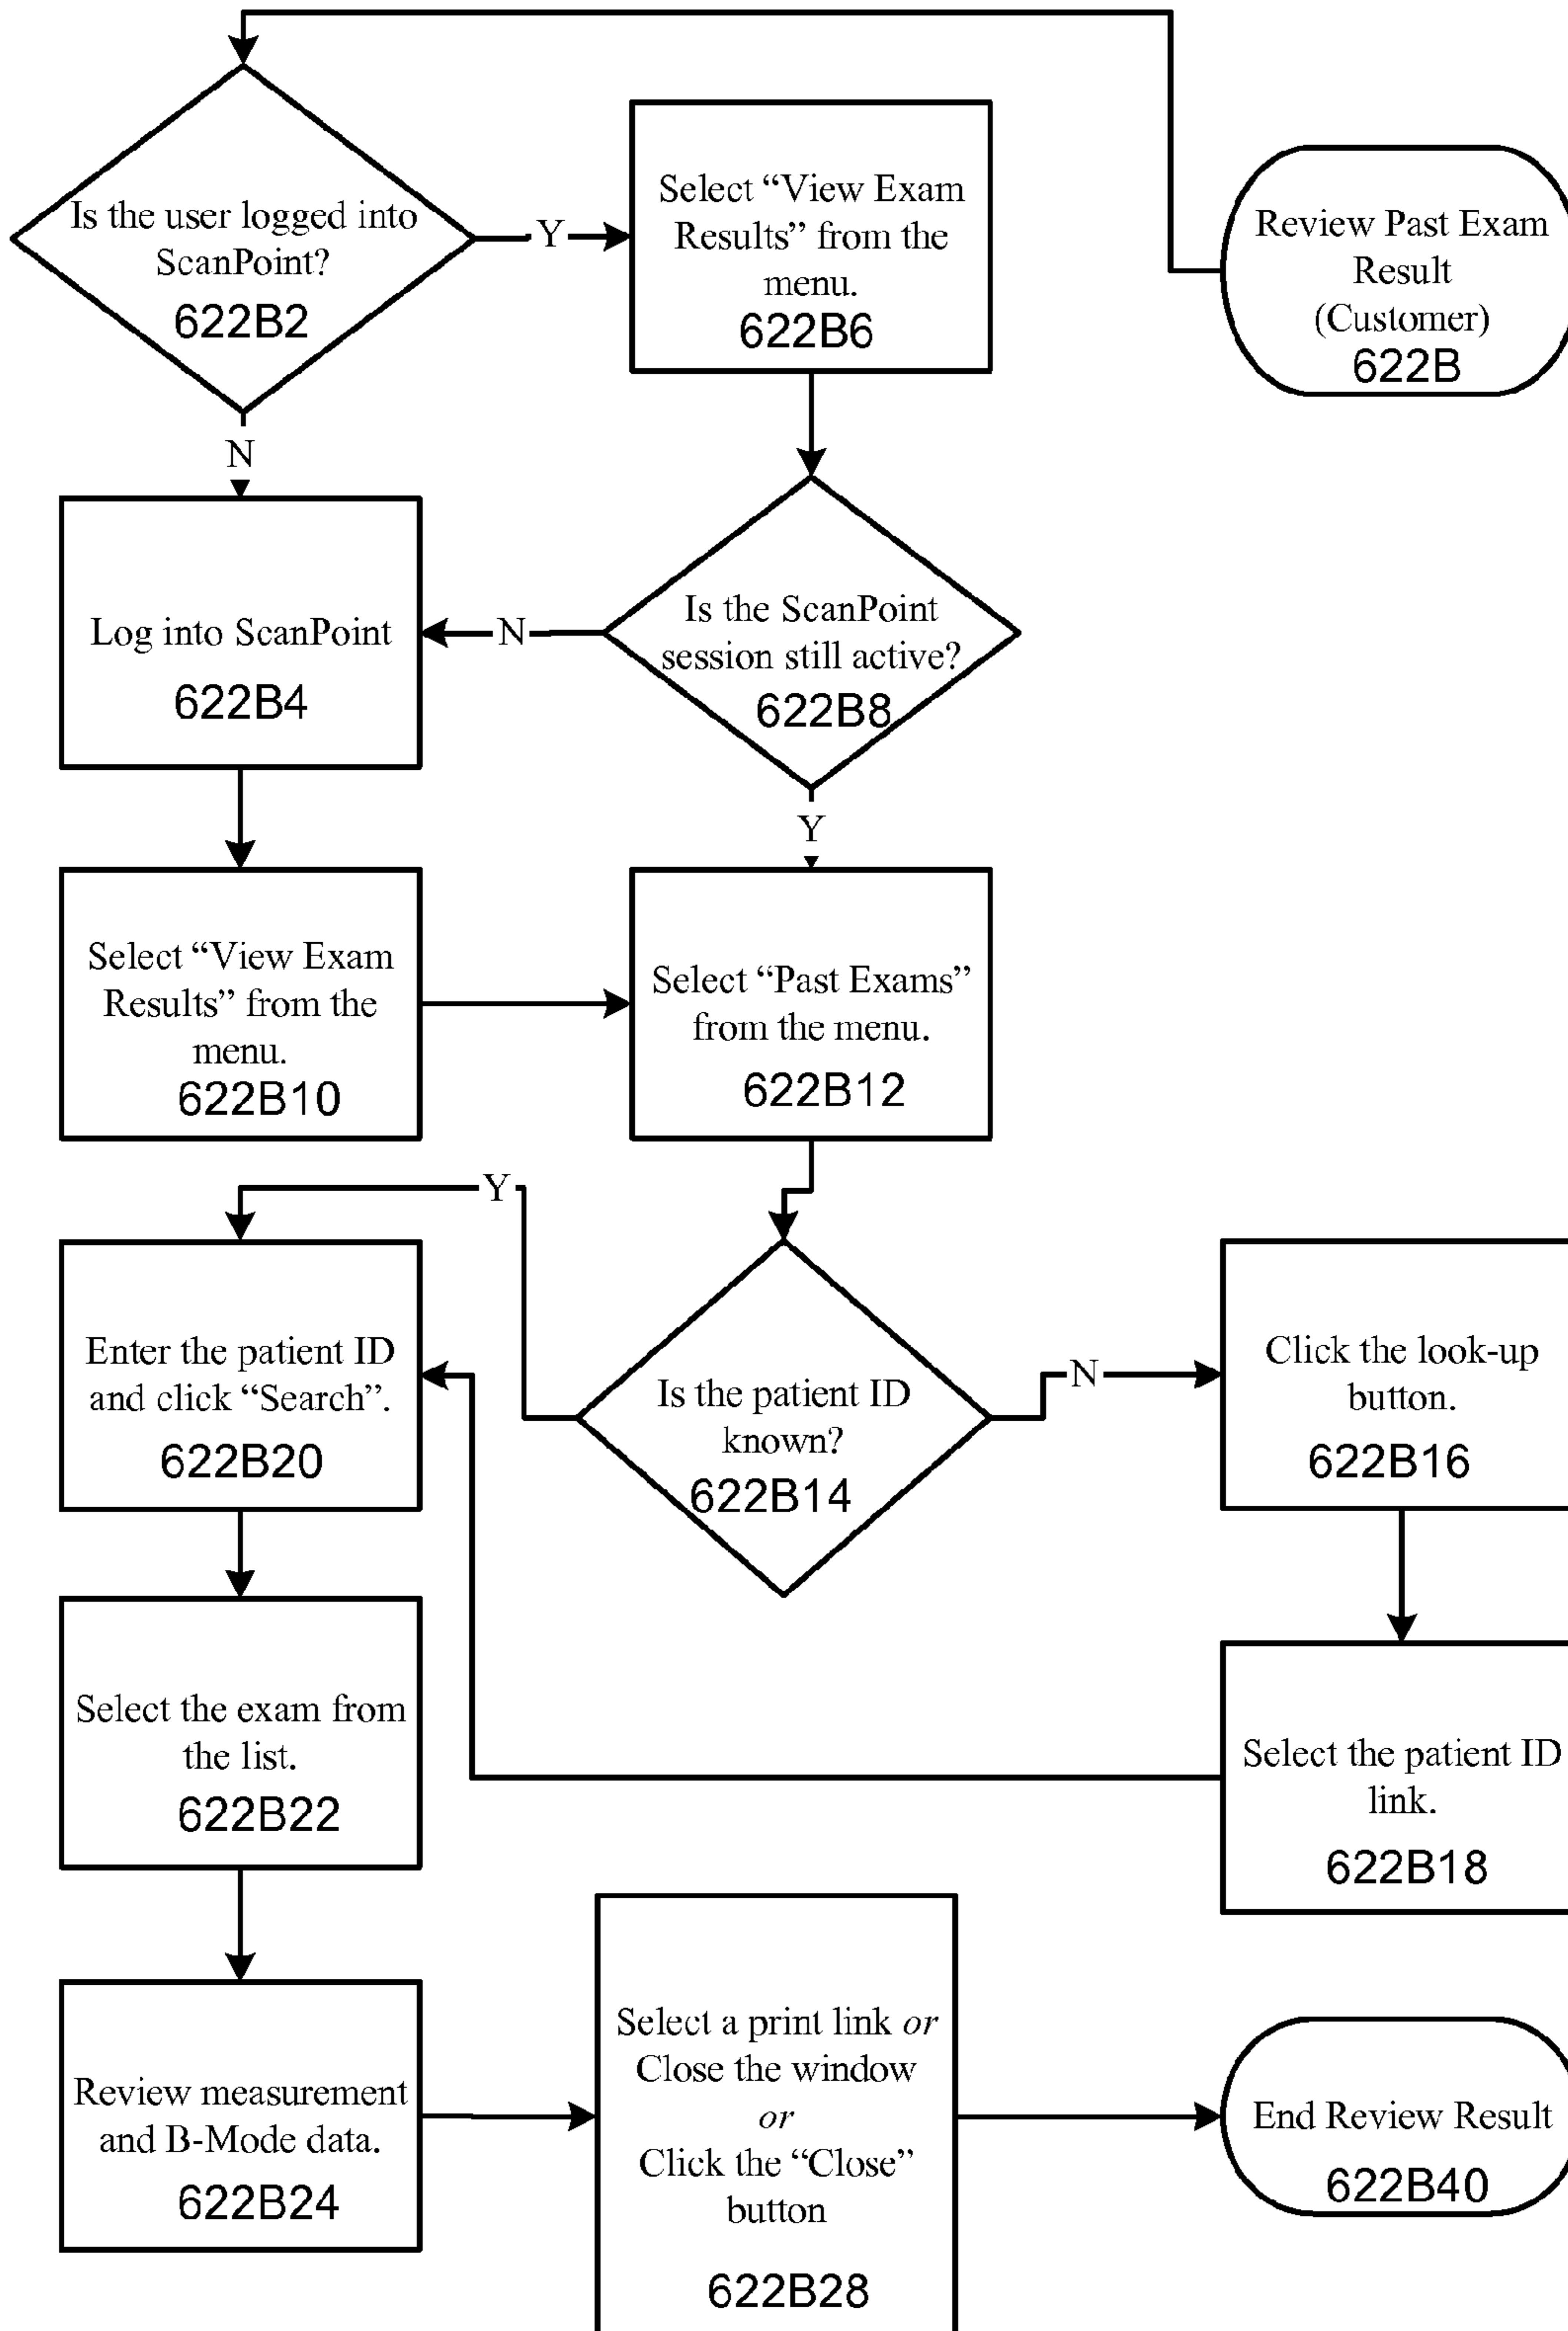 Is the user logged into
ScanPoint?
622B2
Y
N
Select “View Exam
Results” from the
menu.
622B6
Review Past Exam
Result
(Customer)
622B
Log into ScanPoint
622B4
N
Is the ScanPoint
session still active?
622B8
Y
Select “View Exam
Results” from the
menu.
622B10
Select “Past Exams”
from the menu.
622B12
Y
Enter the patient ID
and click “Search”.
622B20
Is the patient ID
known?
622B14
N
Click the look-up
button.
622B16
Select the exam from
the list.
622B22
Select the patient ID
link.
622B18
Review measurement
and B-Mode data.
622B24
Select a print link or
Close the window
or
Click the “Close”
button
622B28
End Review Result
622B40